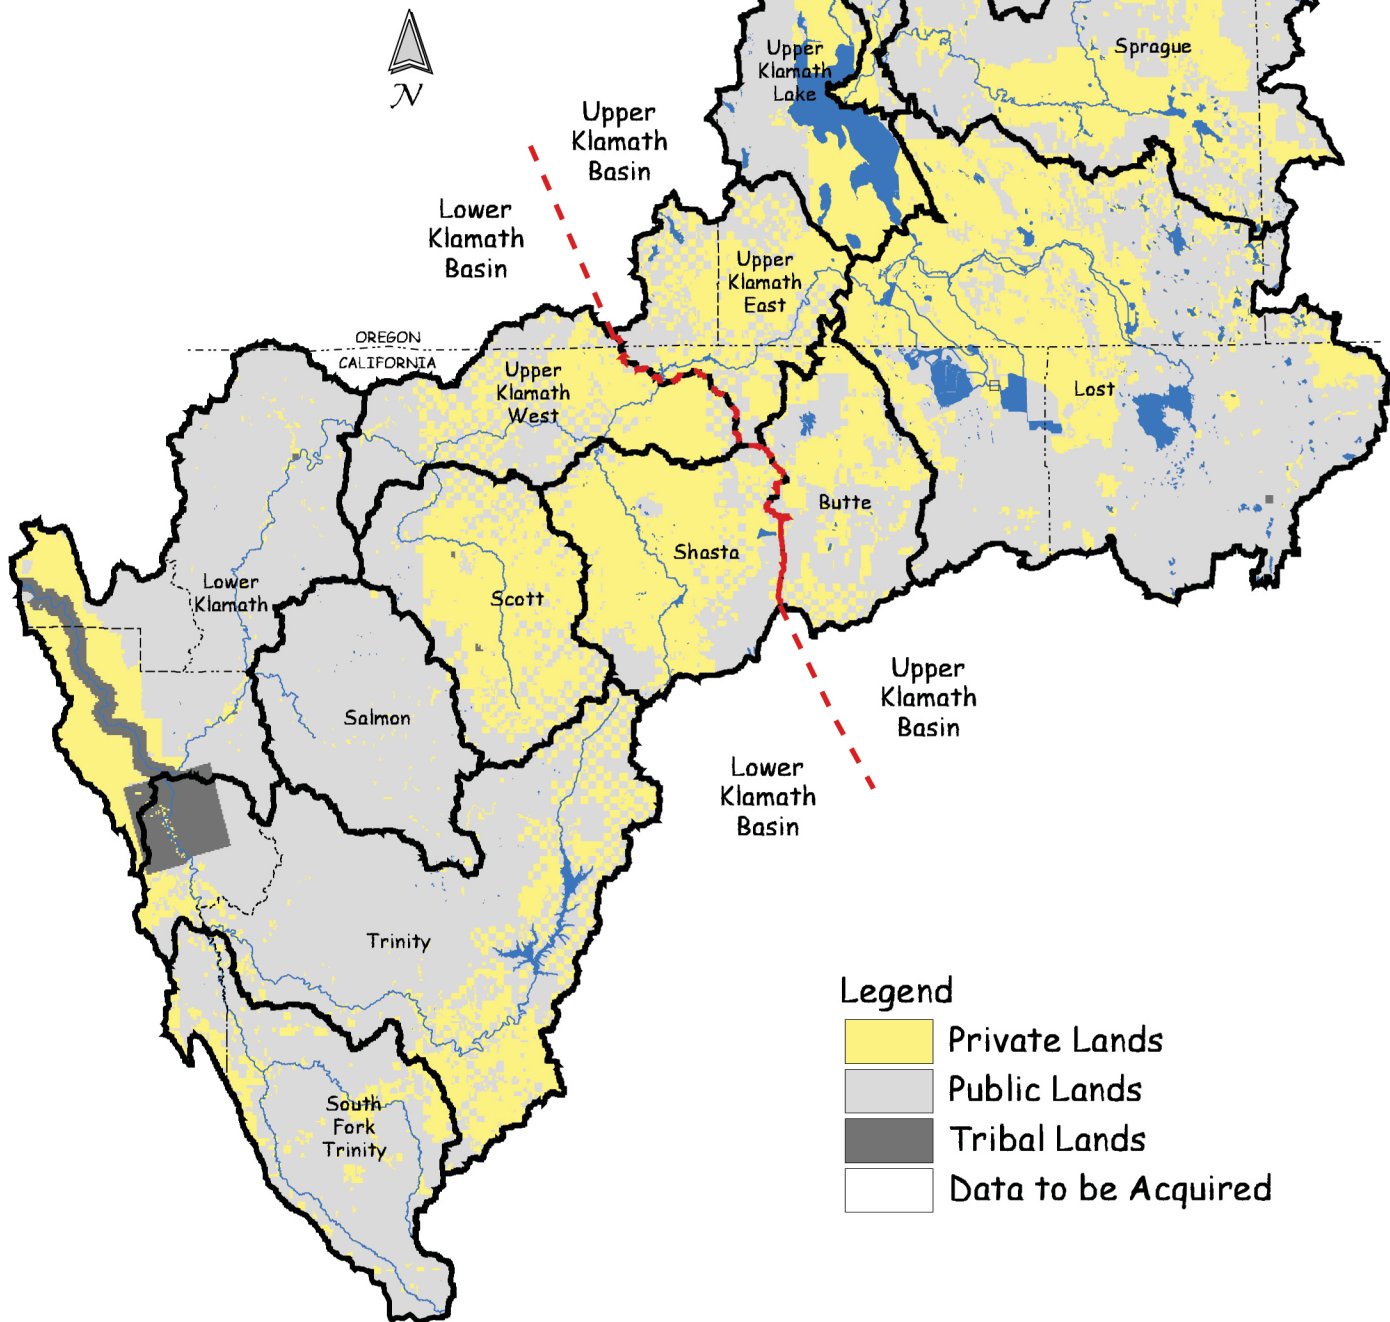 N
Upper
Klamath
Lake
Sprague
Upper
Klamath
Basin
Lower
Klamath
Basin
Upper
Klamath
East
OREGON
CALIFORNIA
Upper
Klamath
West
Lost
Butte
Shasta
Scott
Lower
Klamath
Salmon
Upper
Klamath
Basin
Lower
Klamath
Basin
Trinity
South
Fork
Trinity
Legend
Private Lands
Public Lands
Tribal Lands
Data to be Acquired